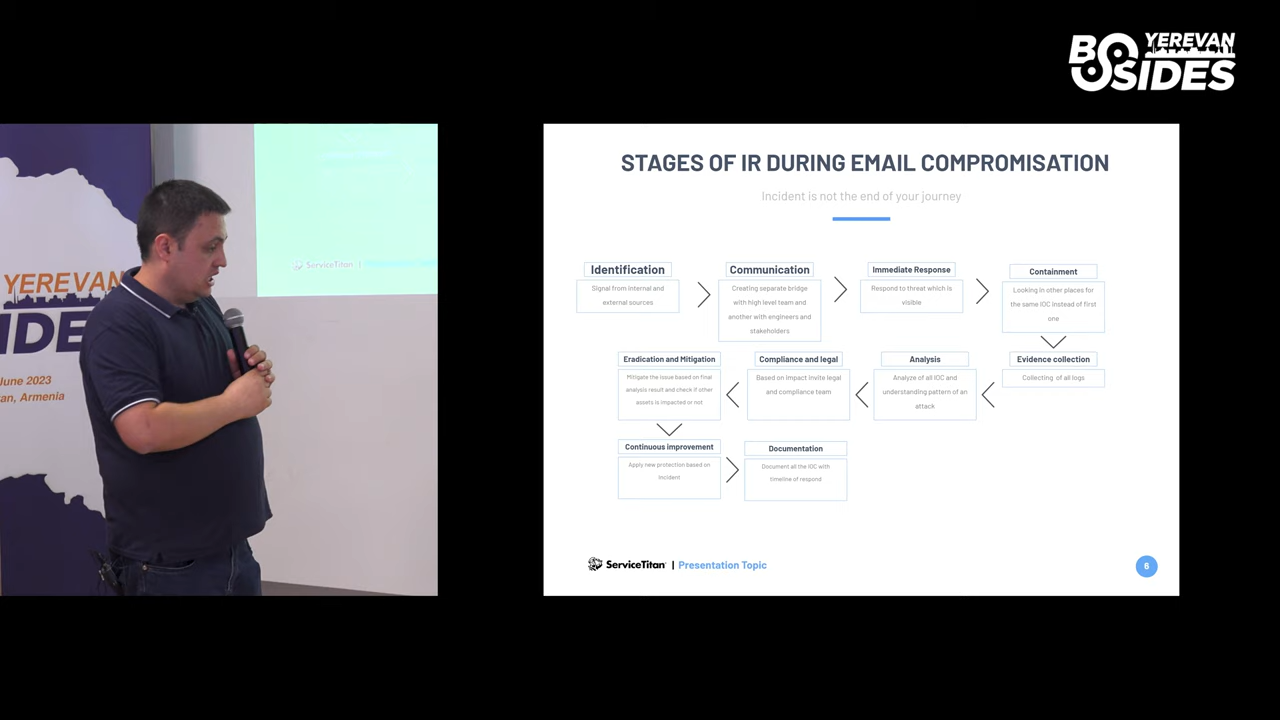 BSIDES YEREVAN
YEREVAN
IDE
June 2023
an, Armenia
ServiceTitan
STAGES OF IR DURING EMAIL COMPROMISATION
Incident is not the end of your journey
Identification
Signal from internal and
external sources
Communication
Creating separate bridge
with high level team and
another with engineers and
stakeholders
Immediate Response
Respond to threat which is
visible
Containment
Looking in other places for
the same IOC instead of first
one
Evidence collection
Collecting of all logs
Analysis
Analyze of all IOC and
understanding pattern of an
attack
Compliance and legal
Based on impact invite legal
and compliance team
Eradication and Mitigation
Mitigate the issue based on final
analysis result and check if other
assets is impacted or not
Continuous improvement
Apply new protection based on
incident
Documentation
Document all the IOC with
timeline of respond
ServiceTitan | Presentation Topic
6